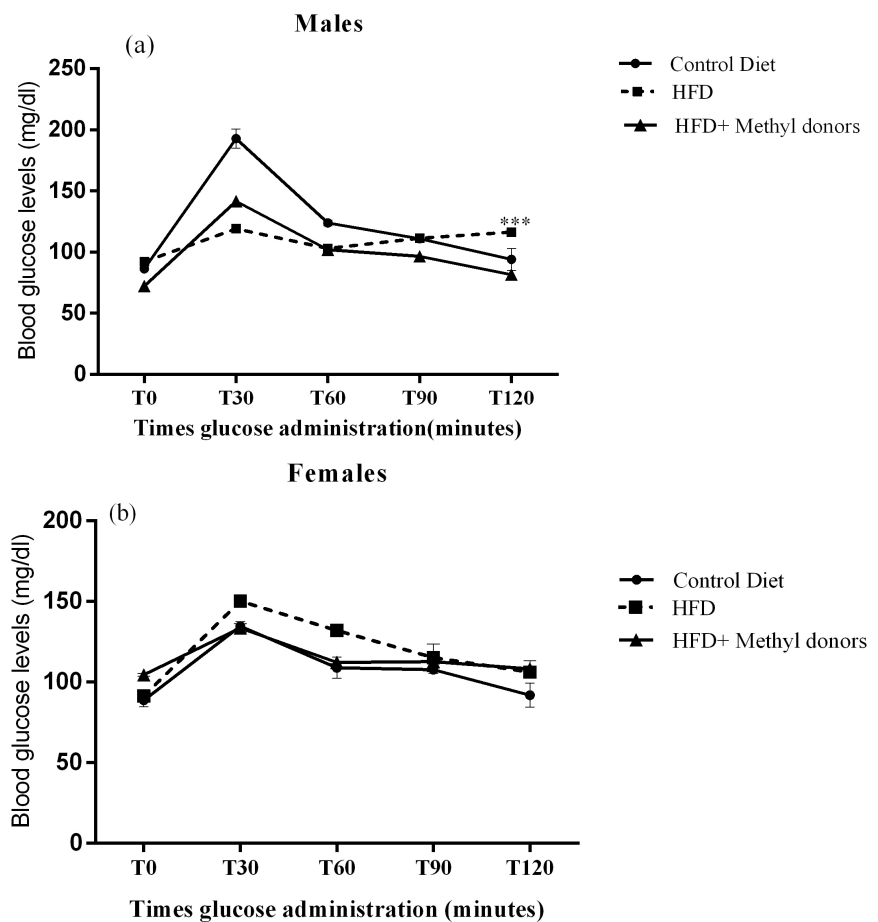 Males
(a)
250
200
150
100
50
0
Blood glucose levels (mg/dl)
***
T0 T30 T60 T90 T120
Times glucose administration(minutes)
Control Diet
HFD
HFD+ Methyl donors
Females
(b)
200
150
100
50
0
Blood glucose levels (mg/dl)
T0 T30 T60 T90 T120
Times glucose administration (minutes)
Control Diet
HFD
HFD+ Methyl donors